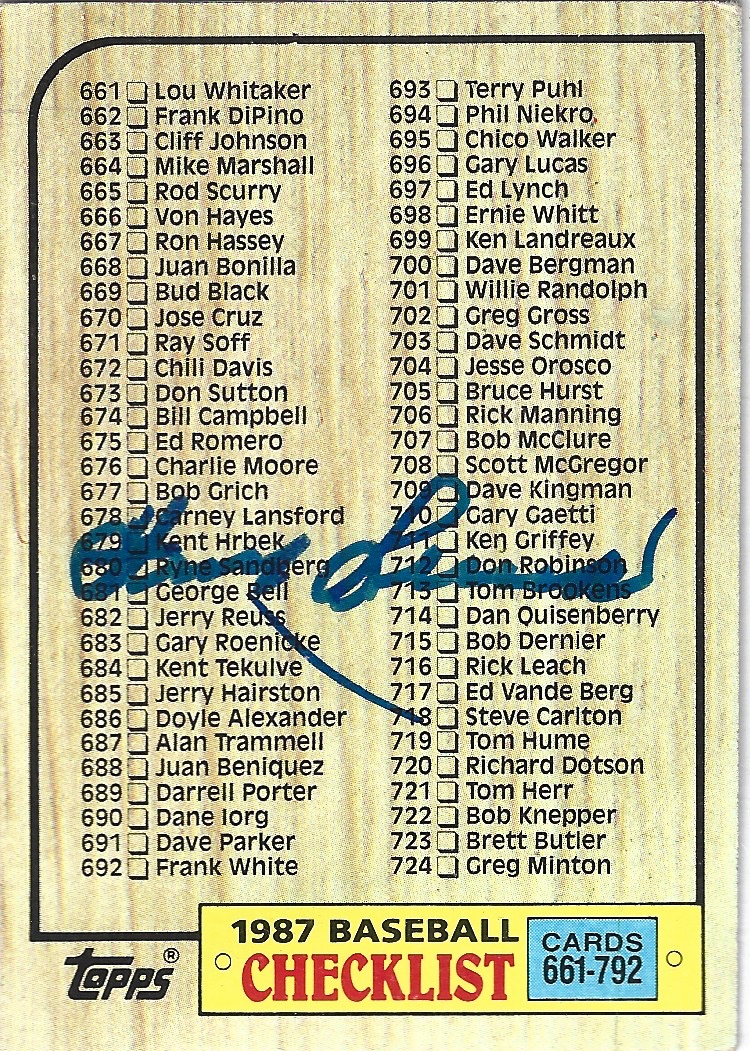 661 Lou Whitaker
662 Frank DiPino
663 Cliff Johnson
664 Mike Marshall
665 Rod Scurry
666 Von Hayes
667 Ron Hassey
668 Juan Bonilla
669 Bud Black
670 Jose Cruz
671 Ray Soff
672 Chili Davis
673 Don Sutton
674 Bill Campbell
675 Ed Romero
676 Charlie Moore
677 Bob Grich
678 Carney Lansford
679 Kent Hrbek
680 Ryne Sandberg
681 George Bell
682 Jerry Reuss
683 Gary Roenicke
684 Kent Tekulve
685 Jerry Hairston
686 Doyle Alexander
687 Alan Trammell
688 Juan Beniquez
689 Darrell Porter
690 Dane Iorg
691 Dave Parker
692 Frank White
693 Terry Puhl
694 Phil Niekro
695 Chico Walker
696 Gary Lucas
697 Ed Lynch
698 Ernie Whitt
699 Ken Landreaux
700 Dave Bergman
701 Willie Randolph
702 Greg Gross
703 Dave Schmidt
704 Jesse Orosco
705 Bruce Hurst
706 Rick Manning
707 Bob McClure
708 Scott McGregor
709 Dave Kingman
710 Gary Gaetti
711 Ken Griffey
712 Don Robinson
713 Tom Brookens
714 Dan Quisenberry
715 Bob Dernier
716 Rick Leach
717 Ed Vande Berg
718 Steve Carlton
719 Tom Hume
720 Richard Dotson
721 Tom Herr
722 Bob Knepper
723 Brett Butler
724 Greg Minton
Topps®
1987 BASEBALL
CHECKLIST
CARDS
661-792